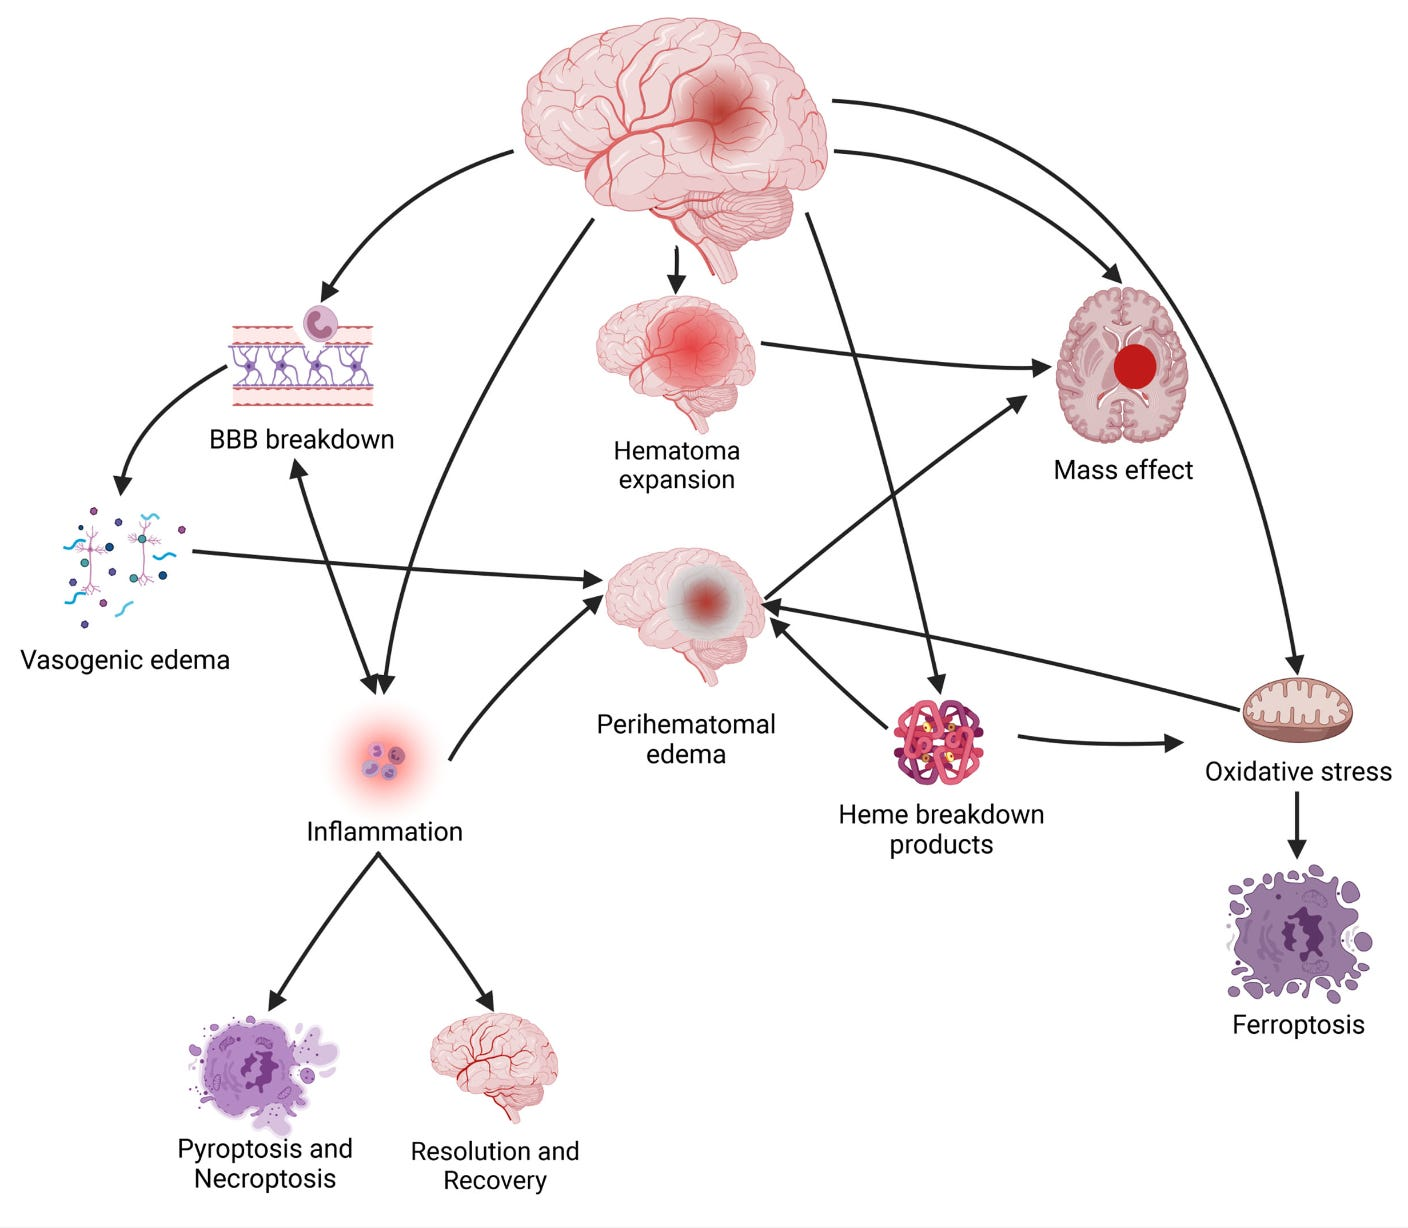 BBB breakdown
Hematoma
expansion
Mass effect
Vasogenic edema
Perihematomal
edema
Oxidative stress
Heme breakdown
products
Inflammation
Ferroptosis
Pyroptosis and
Necroptosis
Resolution and
Recovery